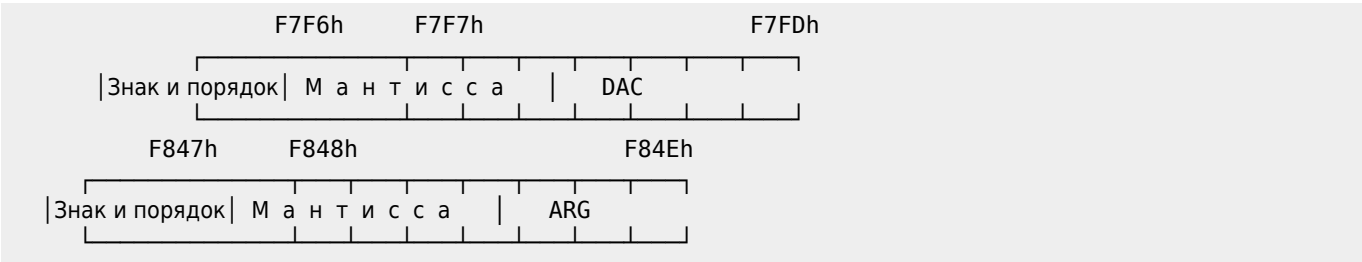 F7F6h F7F7h F7FDh
|Знак и порядок| М а н т и с с а | DAC
F847h F848h F84Eh
|Знак и порядок| М а н т и с с а | ARG